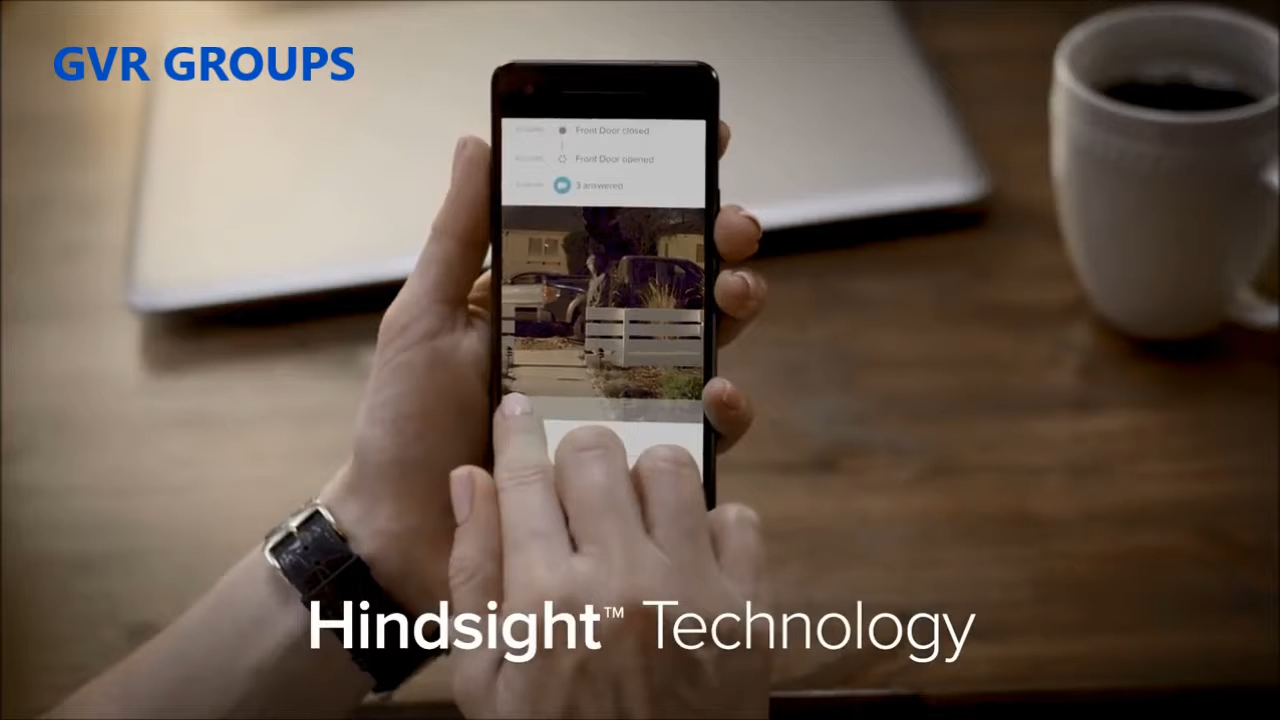 GVR GROUPS
Front Door closed
Front Door opened
3 answered
Hindsight™ Technology